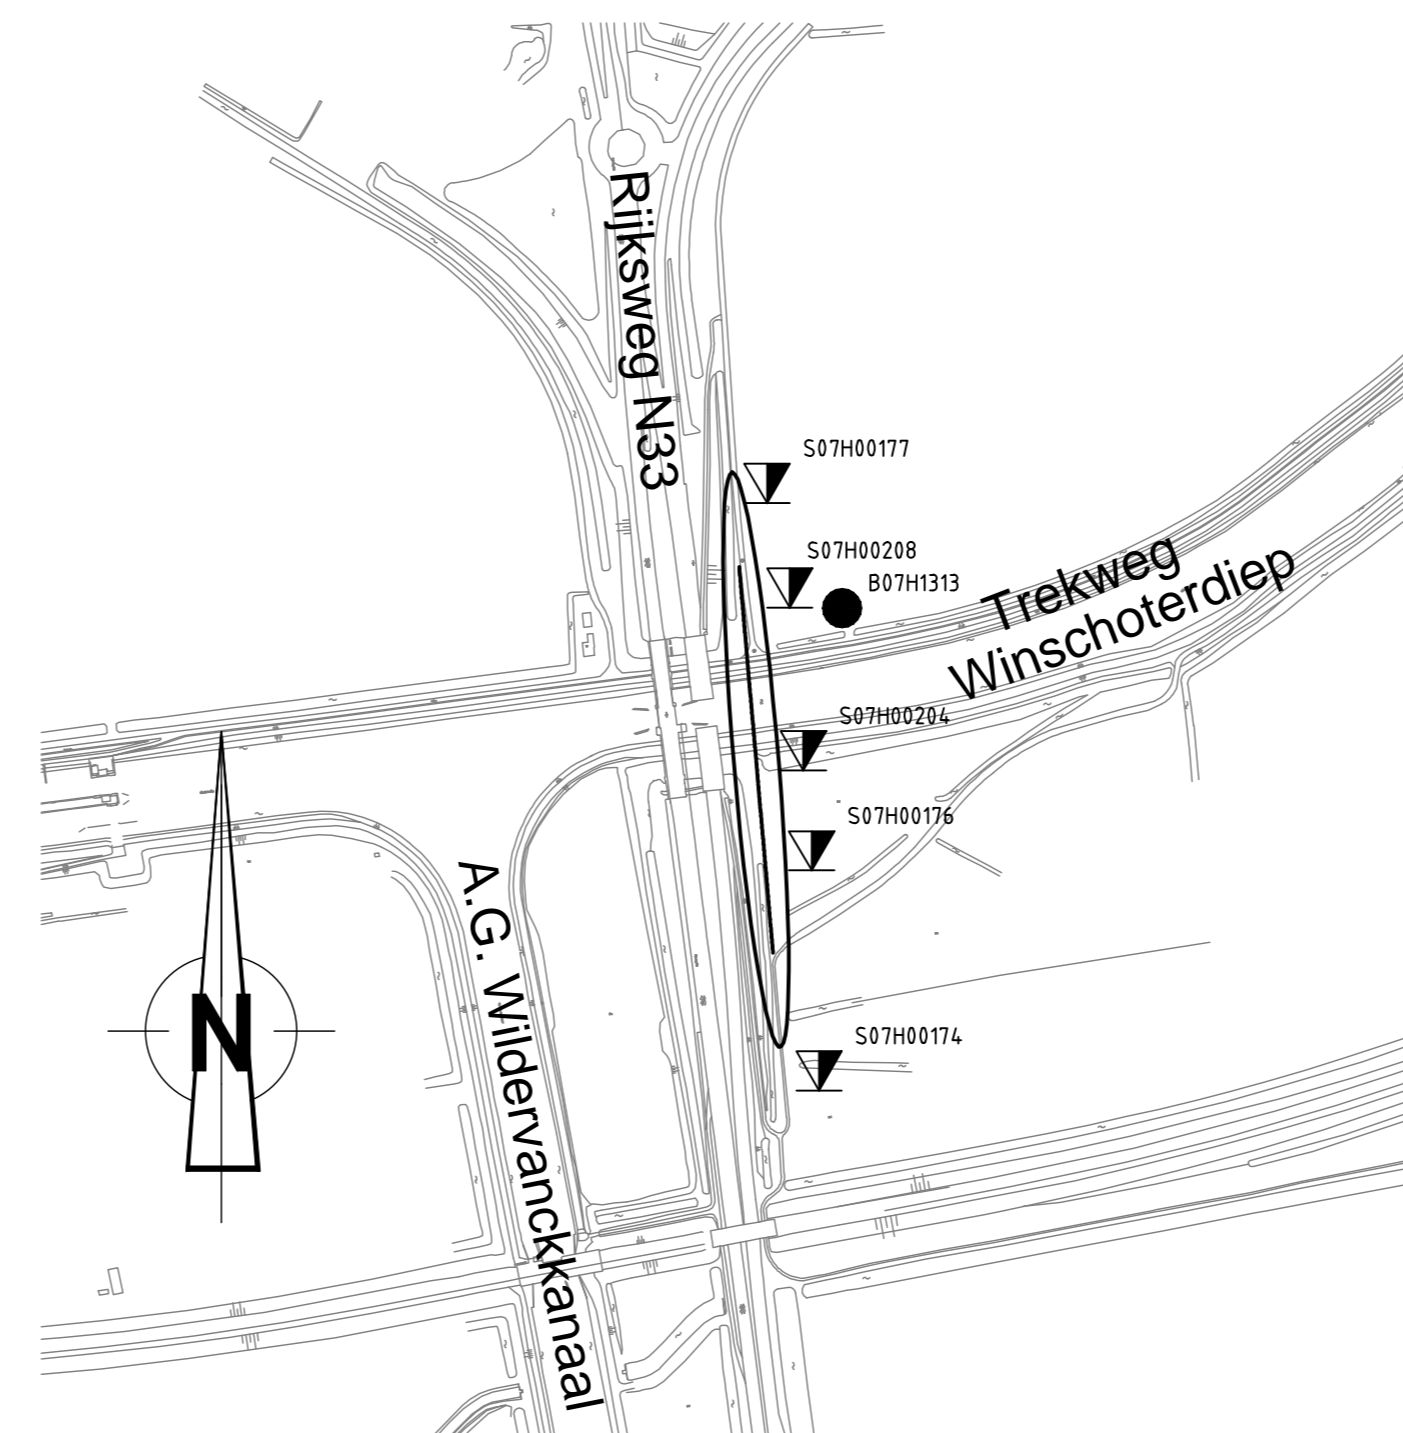 Rijksweg N33
S07H00177
S07H00208
B07H1313
Trekweg
Winschoterdiep
S07H00204
S07H00176
A.G. Wildervanckkanaal
N
S07H00174